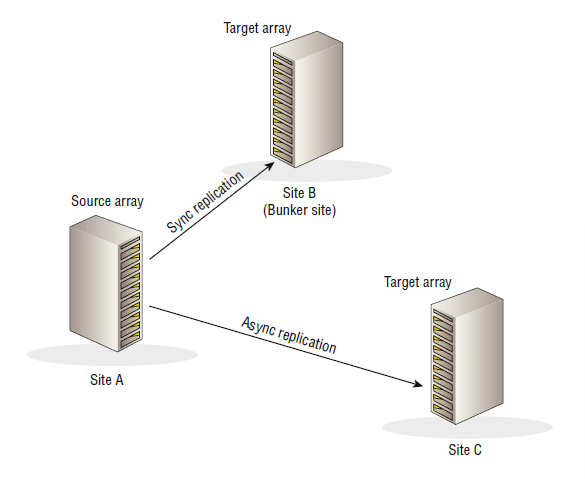 Target array
Sync replication
Site B
(Bunker site)
Source array
Site A
Async replication
Target array
Site C